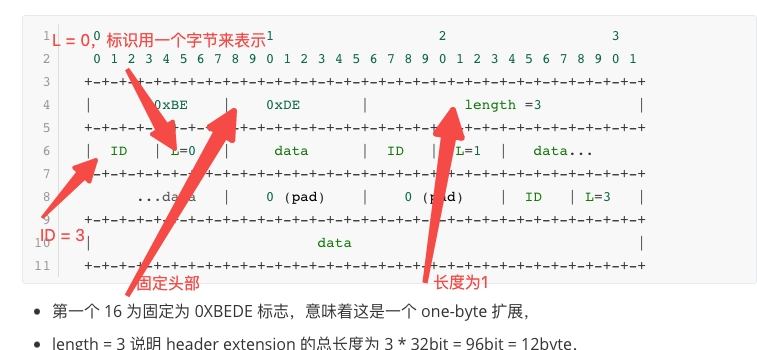 L = 0，标识用一个字节来表示
1 0 1 2 3
2 0 1 2 3 4 5 6 7 8 9 0 1 2 3 4 5 6 7 8 9 0 1 2 3 4 5 6 7 8 9 0 1
3 +-+-+-+-+-+-+-+-+-+-+-+-+-+-+-+-+-+-+-+-+-+-+-+-+-+-+-+-+-+-+-+-+
4 | 0xBE | 0xDE | length =3 |
5 +-+-+-+-+-+-+-+-+-+-+-+-+-+-+-+-+-+-+-+-+-+-+-+-+-+-+-+-+-+-+-+-+
6 | ID | L=0 | data | ID | L=1 | data...
7 +-+-+-+-+-+-+-+-+-+-+-+-+-+-+-+-+-+-+-+-+-+-+-+-+-+-+-+-+-+-+-+-+
8 ...data | 0 (pad) | 0 (pad) | ID | L=3 |
9 +-+-+-+-+-+-+-+-+-+-+-+-+-+-+-+-+-+-+-+-+-+-+-+-+-+-+-+-+-+-+-+-+
ID = 3
10 | data |
11 +-+-+-+-+-+-+-+-+-+-+-+-+-+-+-+-+-+-+-+-+-+-+-+-+-+-+-+-+-+-+-+-+
固定头部
长度为1
• 第一个 16 为固定为 0XBEDE 标志，意味着这是一个 one-byte 扩展，
• length = 3 说明 header extension 的总长度为 3 * 32bit = 96bit = 12byte.